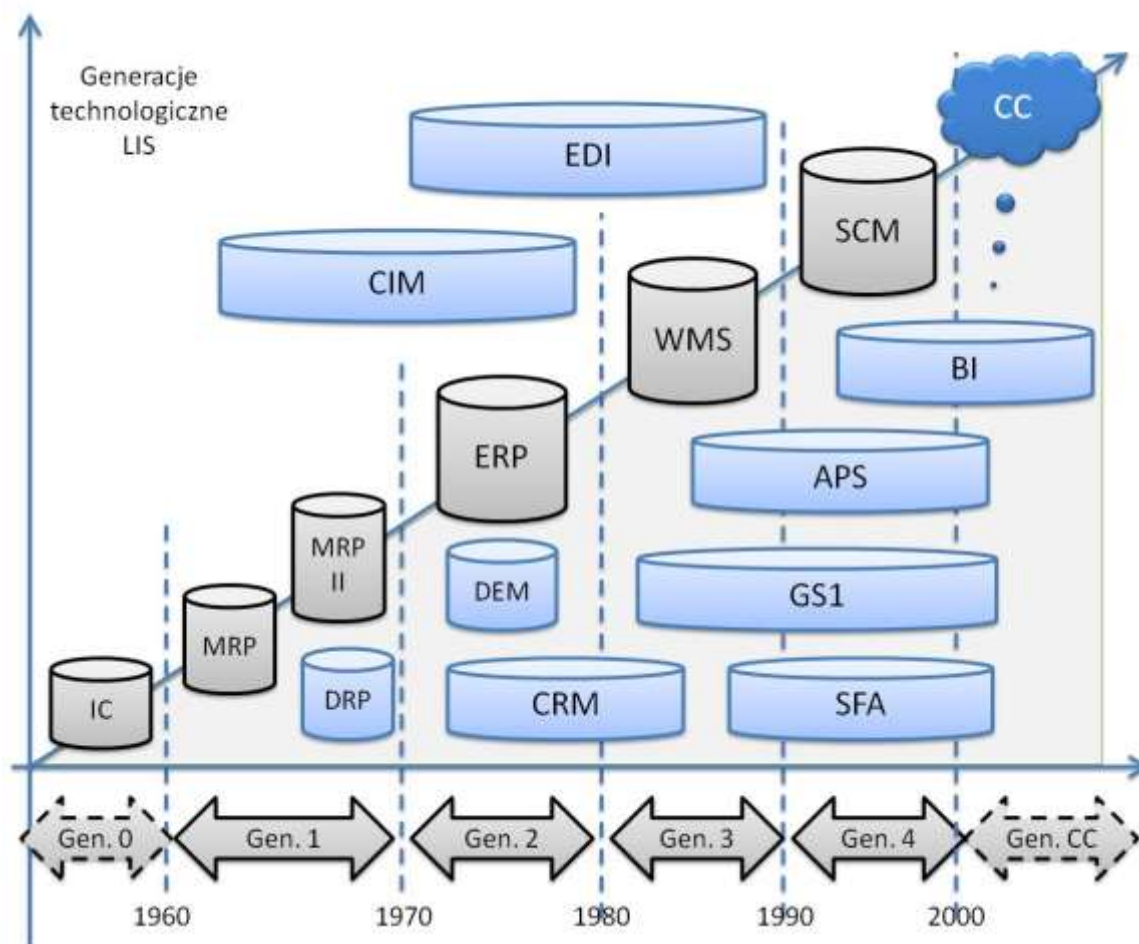 Generacje
technologiczne
LIS
CC
EDI
SCM
CIM
WMS
BI
ERP
APS
MRP
II
DEM
GS1
MRP
IC
DRP
CRM
SFA
Gen. 0
Gen. 1
Gen. 2
Gen. 3
Gen. 4
Gen. CC
1960
1970
1980
1990
2000